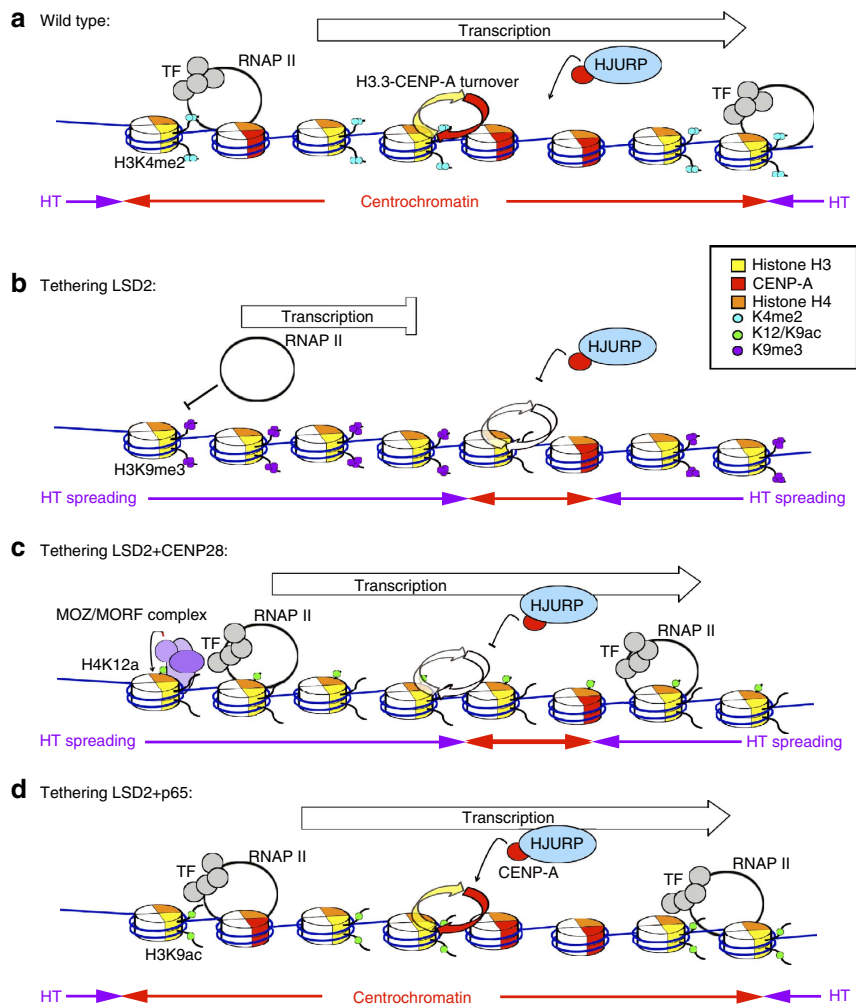 a Wild type:
Transcription
RNAP II
TF
HJURP
H3.3-CENP-A turnover
TF
H3K4me2
HT
Centrochromatin
HT
b Tethering LSD2:
Histone H3
CENP-A
Histone H4
K4me2
K12/K9ac
K9me3
Transcription
RNAP II
HJURP
H3K9me3
HT spreading
HT spreading
c Tethering LSD2+CENP28:
Transcription
MOZ/MORF complex
RNAP II
HJURP
RNAP II
TF
TF
H4K12a
HT spreading
HT spreading
d Tethering LSD2+p65:
Transcription
HJURP
RNAP II
CENP-A
RNAP II
TF
TF
H3K9ac
HT
Centrochromatin
HT